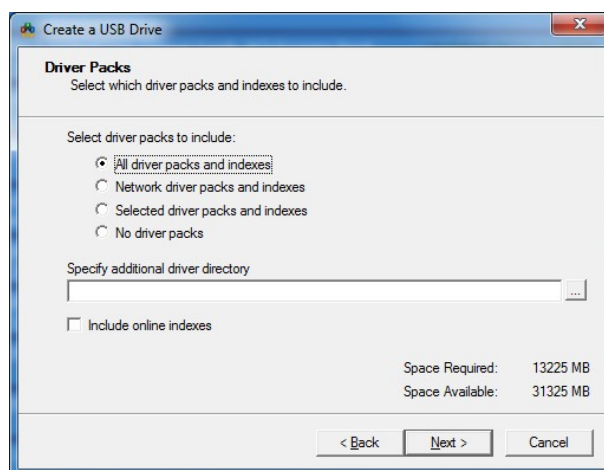 Create a USB Drive
Driver Packs
Select which driver packs and indexes to include.
Select driver packs to include:
All driver packs and indexes
Network driver packs and indexes
Selected driver packs and indexes
No driver packs
Specify additional driver directory
...
Include online indexes
Space Required: 13225 MB
Space Available: 31325 MB
< Back Next > Cancel